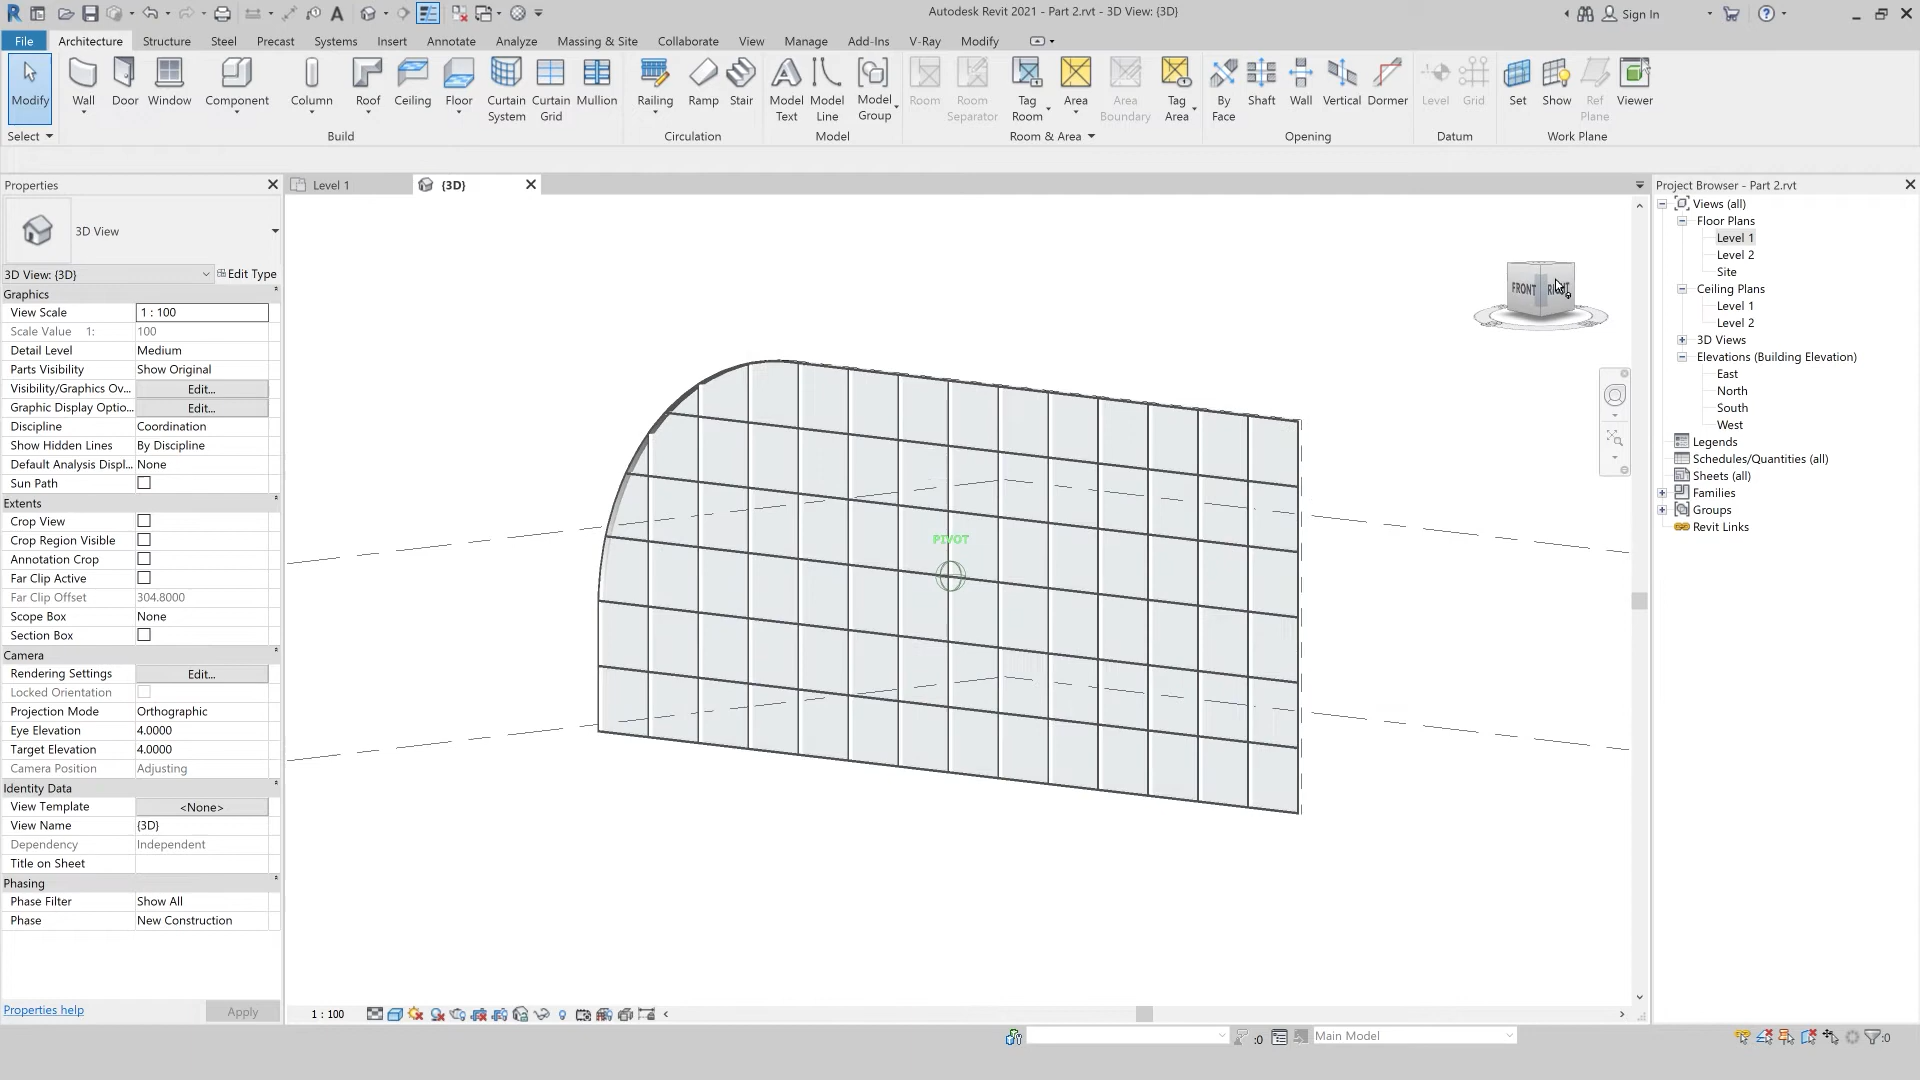 Autodesk Revit 2021 - Part 2.rvt - 3D View: {3D}
Sign In
File Architecture Structure Steel Precast Systems Insert Annotate Analyze Massing & Site Collaborate View Manage Add-Ins V-Ray Modify
Modify
Wall
Door
Window
Component
Column
Roof
Ceiling
Floor
Curtain System
Curtain Grid
Mullion
Railing
Ramp
Stair
Model Text
Model Line
Model Group
Room
Room Separator
Tag Room
Area
Area Boundary
Tag Area
By Face
Shaft
Wall
Vertical
Dormer
Level
Grid
Set
Show
Ref Plane
Viewer
Select
Build
Circulation
Model
Room & Area
Opening
Datum
Work Plane
Properties
3D View
3D View: {3D}
Edit Type
Graphics
View Scale 1 : 100
Scale Value 1: 100
Detail Level Medium
Parts Visibility Show Original
Visibility/Graphics Ov... Edit...
Graphic Display Optio... Edit...
Discipline Coordination
Show Hidden Lines By Discipline
Default Analysis Displ... None
Sun Path
Extents
Crop View
Crop Region Visible
Annotation Crop
Far Clip Active
Far Clip Offset 304.8000
Scope Box None
Section Box
Camera
Rendering Settings Edit...
Locked Orientation
Projection Mode Orthographic
Eye Elevation 4.0000
Target Elevation 4.0000
Camera Position Adjusting
Identity Data
View Template <None>
View Name {3D}
Dependency Independent
Title on Sheet
Phasing
Phase Filter Show All
Phase New Construction
Properties help
Apply
Level 1
{3D}
FRONT
PIVOT
1 : 100
:0
Main Model
:0
Project Browser - Part 2.rvt
Views (all)
Floor Plans
Level 1
Level 2
Site
Ceiling Plans
Level 1
Level 2
3D Views
Elevations (Building Elevation)
East
North
South
West
Legends
Schedules/Quantities (all)
Sheets (all)
Families
Groups
Revit Links